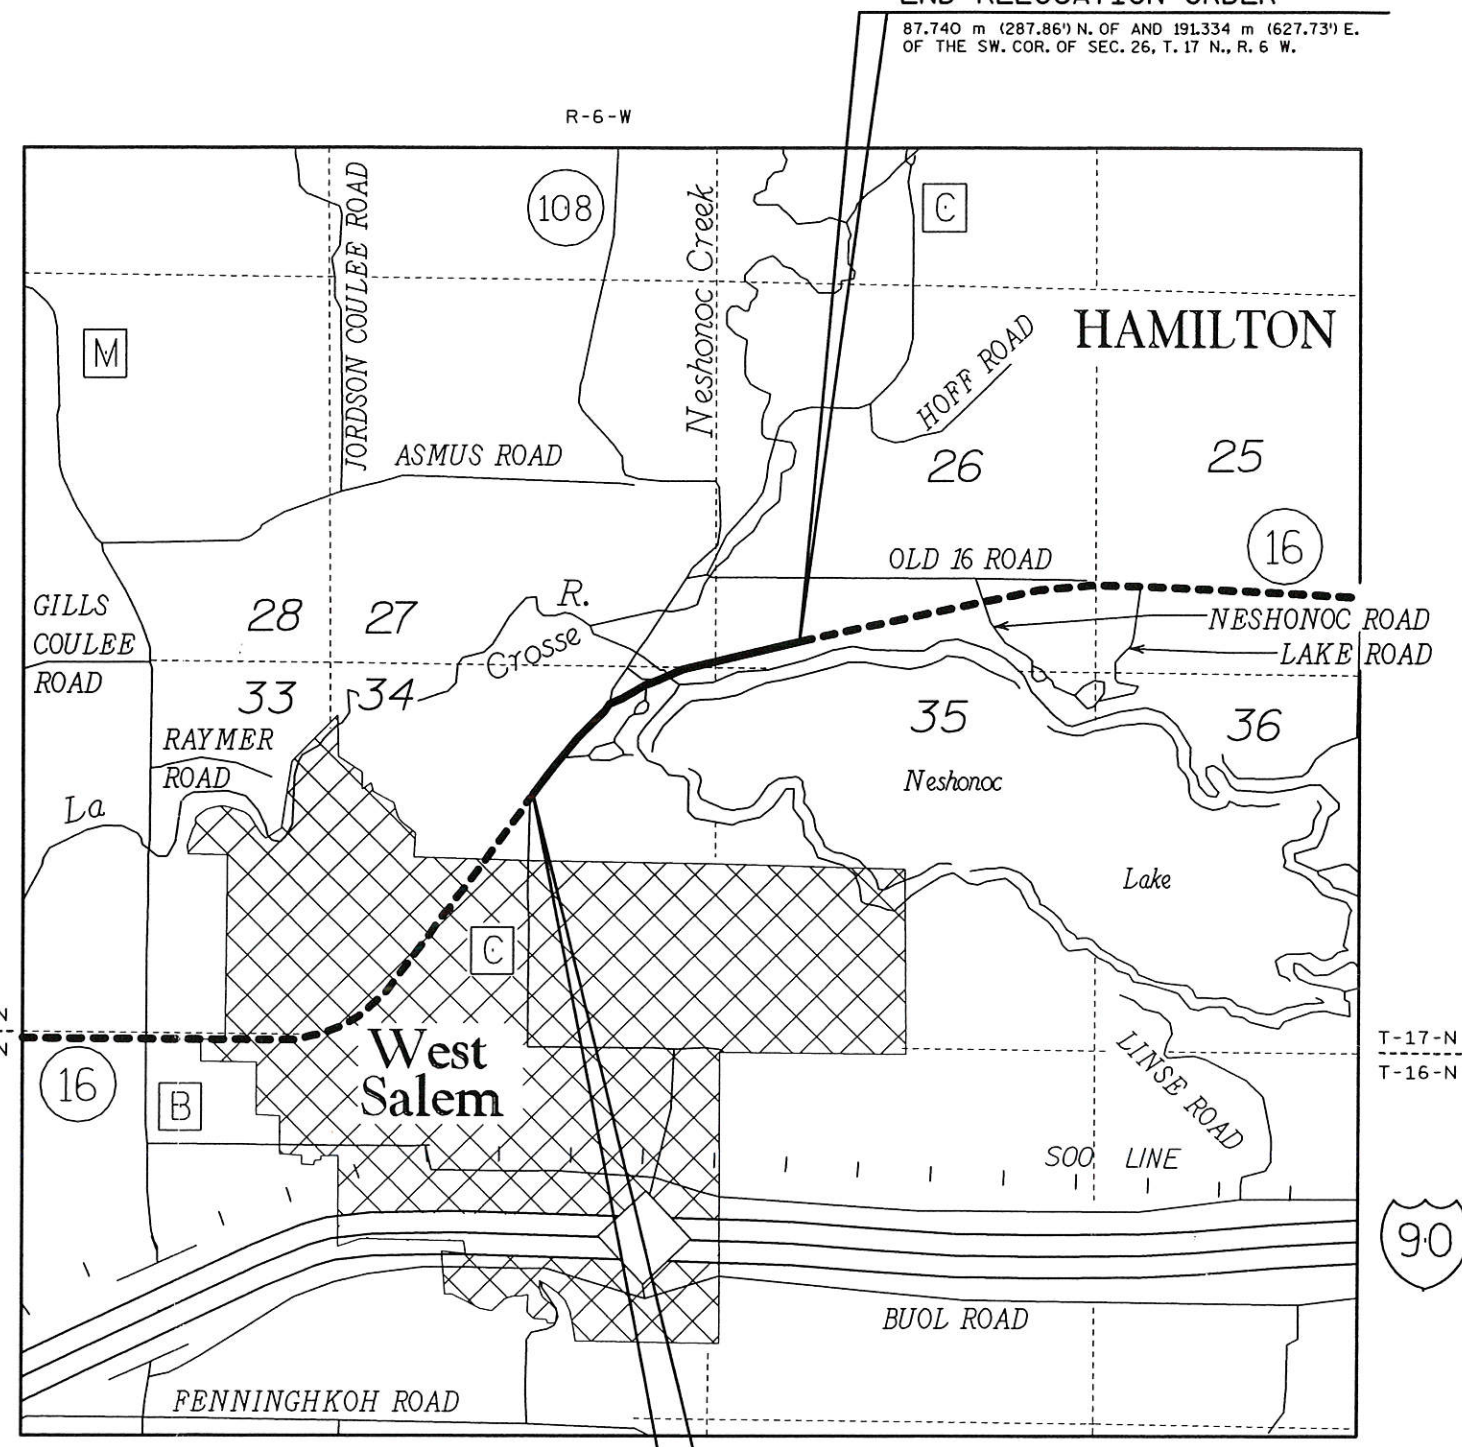 END RELOCATION ORDER
87.740 m (287.86') N. OF AND 191.334 m (627.73') E.
OF THE SW. COR. OF SEC. 26, T. 17 N., R. 6 W.
R-6-W
108
C
JORDSON COULEE ROAD
Neshonoc Creek
HAMILTON
M
HOFF ROAD
ASMUS ROAD
26
25
16
OLD 16 ROAD
GILLS
COULEE
ROAD
28
27
R.
Crosse
NESHONOC ROAD
LAKE ROAD
33
34
35
36
RAYMER
ROAD
La
Neshonoc
Lake
C
West
Salem
T-17-N
T-16-N
16
B
LINSE ROAD
SOO LINE
90
BUOL ROAD
FENNINGHKOH ROAD